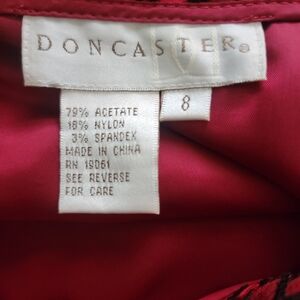 DONCASTER®
8
79% ACETATE
18% NYLON
3% SPANDEX
MADE IN CHINA
RN 19061
SEE REVERSE
FOR CARE